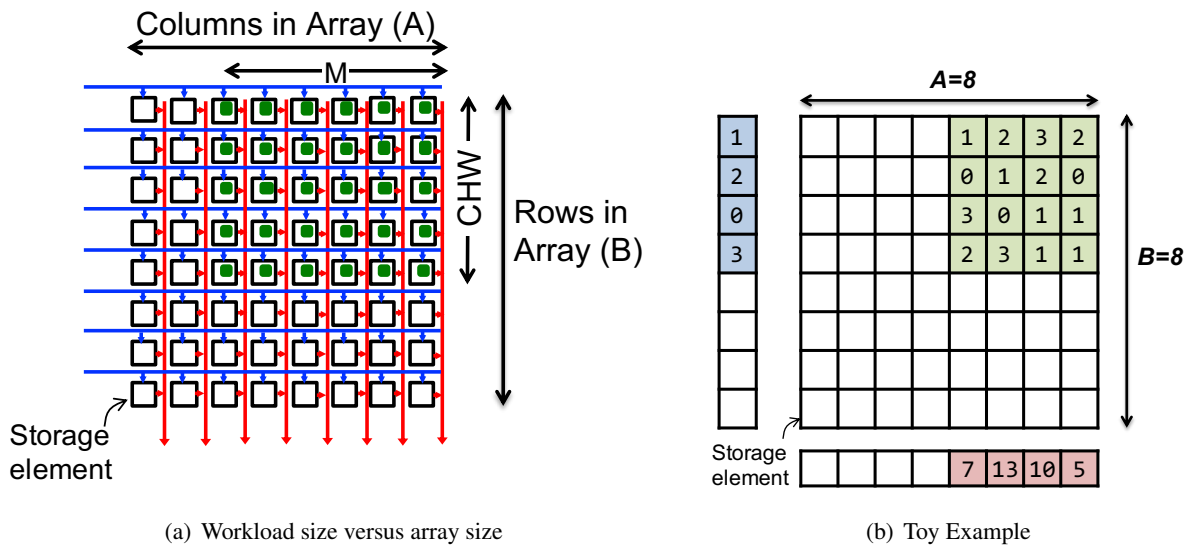 Columns in Array (A)
M
CHW
Rows in
Array (B)
Storage
element
(a) Workload size versus array size
A=8
1
2
0
3
1 2 3 2
0 1 2 0
3 0 1 1
2 3 1 1
B=8
Storage
element
7 13 10 5
(b) Toy Example